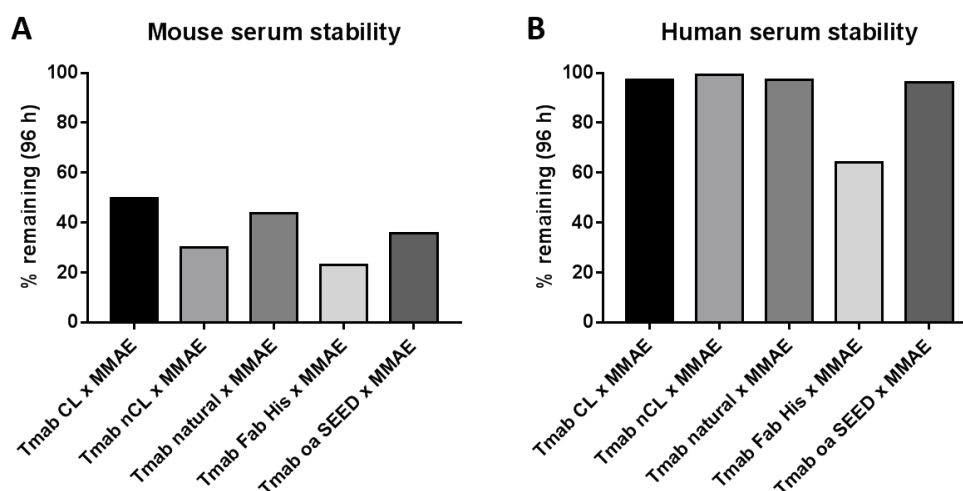 A
Mouse serum stability
% remaining (96 h)
100
80
60
40
20
0
Tmab CL x MMAE
Tmab nCL x MMAE
Tmab natural x MMAE
Tmab Fab His x MMAE
Tmab oa SEED x MMAE
B
Human serum stability
% remaining (96 h)
100
80
60
40
20
0
Tmab CL x MMAE
Tmab nCL x MMAE
Tmab natural x MMAE
Tmab Fab His x MMAE
Tmab oa SEED x MMAE